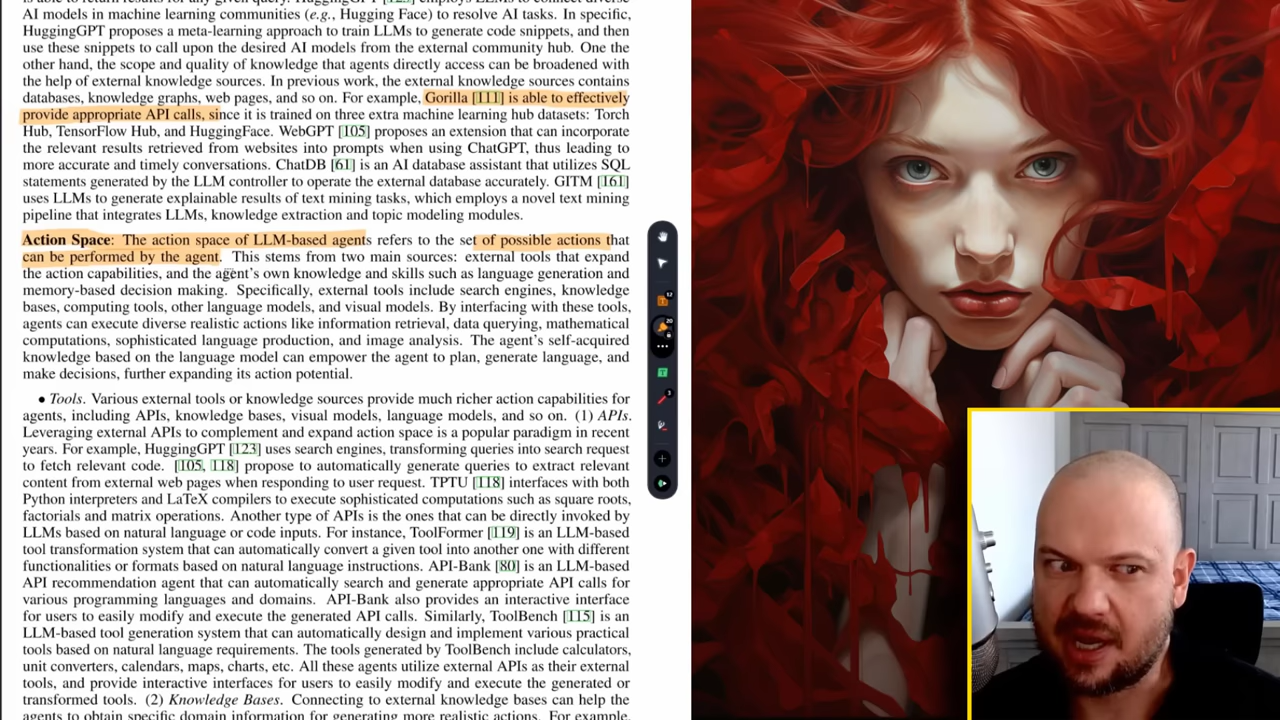 is able to return results for any given query. HuggingGPT [123] employs LLMs to connect diverse
AI models in machine learning communities (e.g., Hugging Face) to resolve AI tasks. In specific,
HuggingGPT proposes a meta-learning approach to train LLMs to generate code snippets, and then
use these snippets to call upon the desired AI models from the external community hub. One the
other hand, the scope and quality of knowledge that agents directly access can be broadened with
the help of external knowledge sources. In previous work, the external knowledge sources contains
databases, knowledge graphs, web pages, and so on. For example, Gorilla [111] is able to effectively
provide appropriate API calls, since it is trained on three extra machine learning hub datasets: Torch
Hub, TensorFlow Hub, and HuggingFace. WebGPT [105] proposes an extension that can incorporate
the relevant results retrieved from websites into prompts when using ChatGPT, thus leading to
more accurate and timely conversations. ChatDB [61] is an AI database assistant that utilizes SQL
statements generated by the LLM controller to operate the external database accurately. GITM [161]
uses LLMs to generate explainable results of text mining tasks, which employs a novel text mining
pipeline that integrates LLMs, knowledge extraction and topic modeling modules.
Action Space: The action space of LLM-based agents refers to the set of possible actions that
can be performed by the agent. This stems from two main sources: external tools that expand
the action capabilities, and the agent's own knowledge and skills such as language generation and
memory-based decision making. Specifically, external tools include search engines, knowledge
bases, computing tools, other language models, and visual models. By interfacing with these tools,
agents can execute diverse realistic actions like information retrieval, data querying, mathematical
computations, sophisticated language production, and image analysis. The agent's self-acquired
knowledge based on the language model can empower the agent to plan, generate language, and
make decisions, further expanding its action potential.
• Tools. Various external tools or knowledge sources provide much richer action capabilities for
agents, including APIs, knowledge bases, visual models, language models, and so on. (1) APIs.
Leveraging external APIs to complement and expand action space is a popular paradigm in recent
years. For example, HuggingGPT [123] uses search engines, transforming queries into search request
to fetch relevant code. [105, 118] propose to automatically generate queries to extract relevant
content from external web pages when responding to user request. TPTU [118] interfaces with both
Python interpreters and LaTeX compilers to execute sophisticated computations such as square roots,
factorials and matrix operations. Another type of APIs is the ones that can be directly invoked by
LLMs based on natural language or code inputs. For instance, ToolFormer [119] is an LLM-based
tool transformation system that can automatically convert a given tool into another one with different
functionalities or formats based on natural language instructions. API-Bank [80] is an LLM-based
API recommendation agent that can automatically search and generate appropriate API calls for
various programming languages and domains. API-Bank also provides an interactive interface
for users to easily modify and execute the generated API calls. Similarly, ToolBench [115] is an
LLM-based tool generation system that can automatically design and implement various practical
tools based on natural language requirements. The tools generated by ToolBench include calculators,
unit converters, calendars, maps, charts, etc. All these agents utilize external APIs as their external
tools, and provide interactive interfaces for users to easily modify and execute the generated or
transformed tools. (2) Knowledge Bases. Connecting to external knowledge bases can help the
agents to obtain specific domain information for generating more realistic actions. For example,